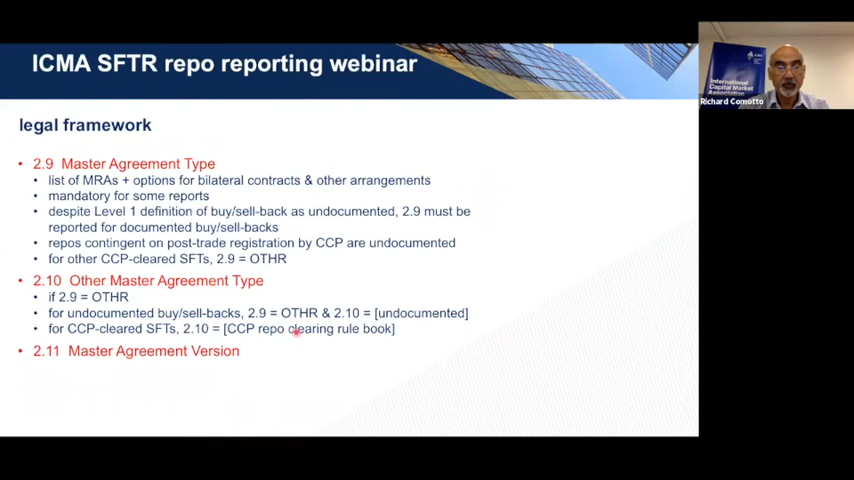 ICMA SFTR repo reporting webinar
International
Capital Market
Association
Richard Comotto
legal framework
• 2.9 Master Agreement Type
• list of MRAs + options for bilateral contracts & other arrangements
• mandatory for some reports
• despite Level 1 definition of buy/sell-back as undocumented, 2.9 must be
reported for documented buy/sell-backs
• repos contingent on post-trade registration by CCP are undocumented
• for other CCP-cleared SFTs, 2.9 = OTHR
• 2.10 Other Master Agreement Type
• if 2.9 = OTHR
• for undocumented buy/sell-backs, 2.9 = OTHR & 2.10 = [undocumented]
• for CCP-cleared SFTs, 2.10 = [CCP repo clearing rule book]
• 2.11 Master Agreement Version